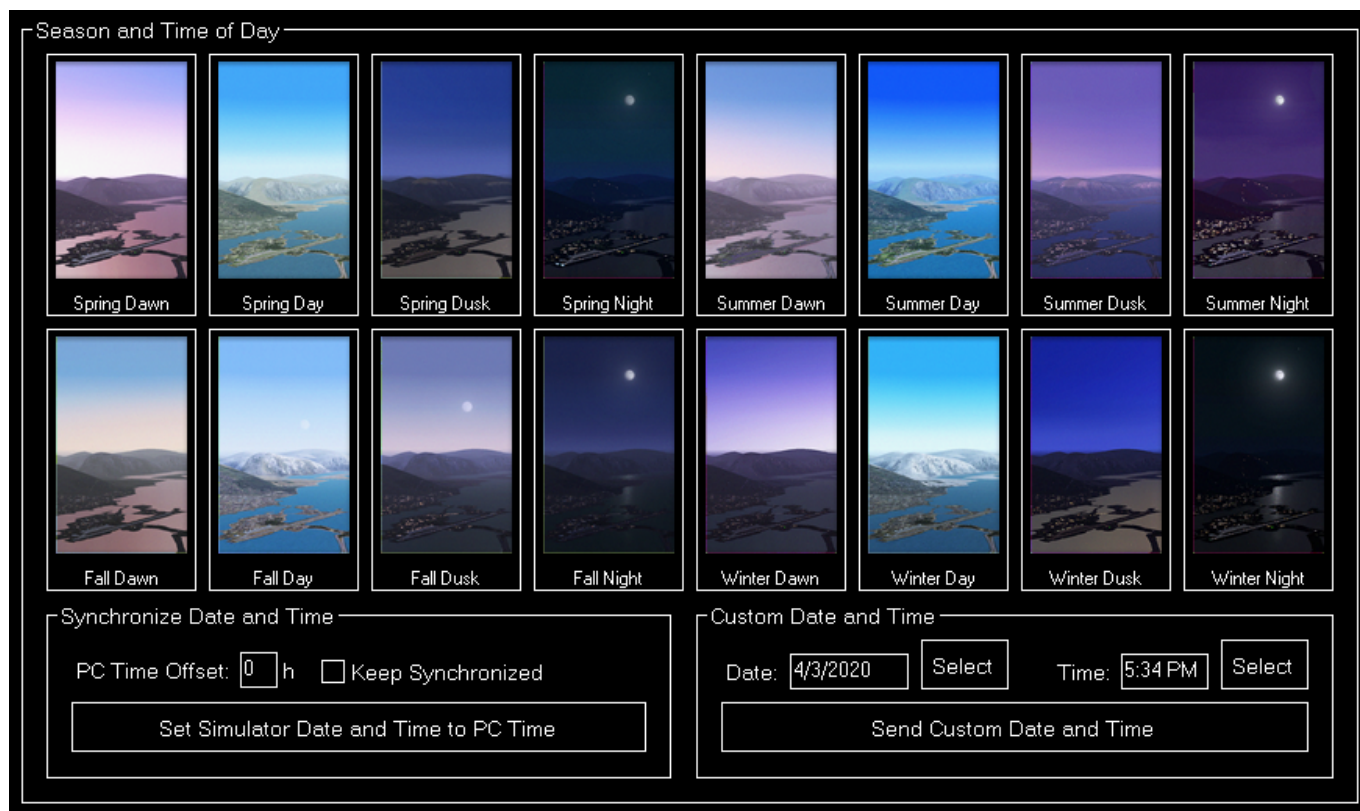 Season and Time of Day
Spring Dawn
Spring Day
Spring Dusk
Spring Night
Summer Dawn
Summer Day
Summer Dusk
Summer Night
Fall Dawn
Fall Day
Fall Dusk
Fall Night
Winter Dawn
Winter Day
Winter Dusk
Winter Night
Synchronize Date and Time
PC Time Offset: 0 h Keep Synchronized
Set Simulator Date and Time to PC Time
Custom Date and Time
Date: 4/3/2020 Select Time: 5:34 PM Select
Send Custom Date and Time